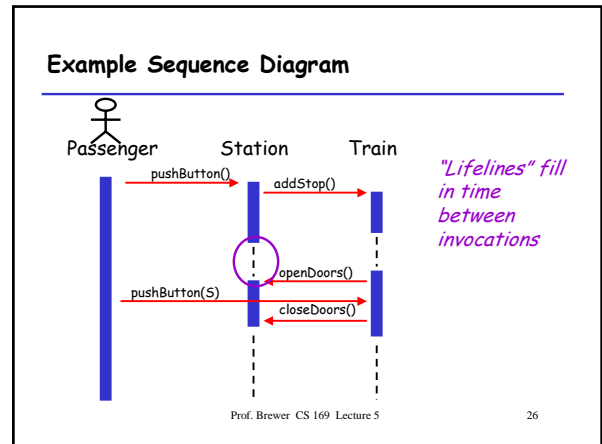 Example Sequence Diagram
Passenger Station Train
pushButton()
addStop()
"Lifelines" fill
in time
between
invocations
openDoors()
pushButton(S)
closeDoors()
Prof. Brewer CS 169 Lecture 5 26